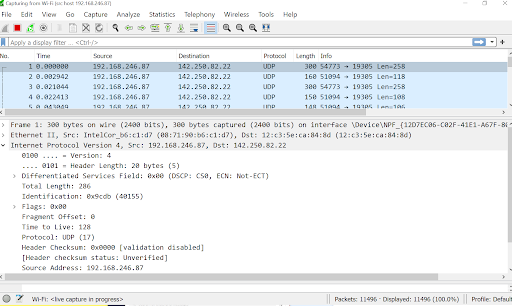 Capturing from Wi-Fi (src host 192.168.246.87)
File Edit View Go Capture Analyze Statistics Telephony Wireless Tools Help
Apply a display filter ... <Ctrl-/>
No. Time Source Destination Protocol Length Info
1 0.000000 192.168.246.87 142.250.82.22 UDP 300 54773 → 19305 Len=258
2 0.002942 192.168.246.87 142.250.82.22 UDP 160 51094 → 19305 Len=118
3 0.021044 192.168.246.87 142.250.82.22 UDP 300 54773 → 19305 Len=258
4 0.022413 192.168.246.87 142.250.82.22 UDP 150 51094 → 19305 Len=108
5 0.043049 192.168.246.87 142.250.82.22 UDP 148 51094 → 19305 Len=106
Frame 1: 300 bytes on wire (2400 bits), 300 bytes captured (2400 bits) on interface \Device\NPF_{12D7EC06-C02F-41E1-A67F-
Ethernet II, Src: IntelCor_b6:c1:d7 (08:71:90:b6:c1:d7), Dst: 12:c3:5e:ca:84:8d (12:c3:5e:ca:84:8d)
Internet Protocol Version 4, Src: 192.168.246.87, Dst: 142.250.82.22
0100 .... = Version: 4
.... 0101 = Header Length: 20 bytes (5)
Differentiated Services Field: 0x00 (DSCP: CS0, ECN: Not-ECT)
Total Length: 286
Identification: 0x9cdb (40155)
Flags: 0x00
Fragment Offset: 0
Time to Live: 128
Protocol: UDP (17)
Header Checksum: 0x0000 [validation disabled]
[Header checksum status: Unverified]
Source Address: 192.168.246.87
Wi-Fi: <live capture in progress> Packets: 11496 · Displayed: 11496 (100.0%) Profile: Default